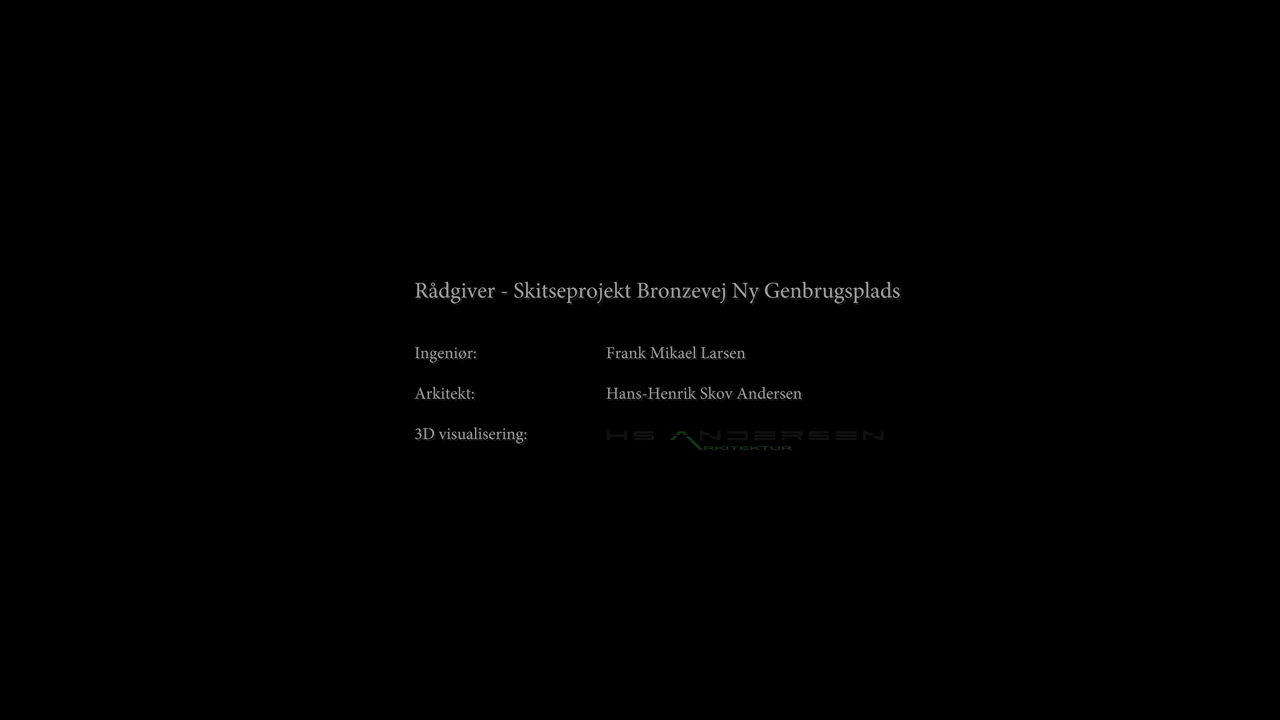 Rådgiver - Skitseprojekt Bronzevej Ny Genbrugsplads
Ingeniør: Frank Mikael Larsen
Arkitekt: Hans-Henrik Skov Andersen
3D visualisering: HS ANDERSEN
ARKITEKTUR